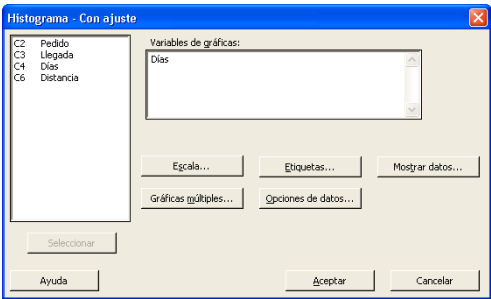 Histograma - Con ajuste
C2 Pedido
C3 Llegada
C4 Días
C6 Distancia
Variables de gráficas:
Días
Escala...
Etiquetas...
Mostrar datos...
Gráficas múltiples...
Opciones de datos...
Seleccionar
Ayuda
Aceptar
Cancelar